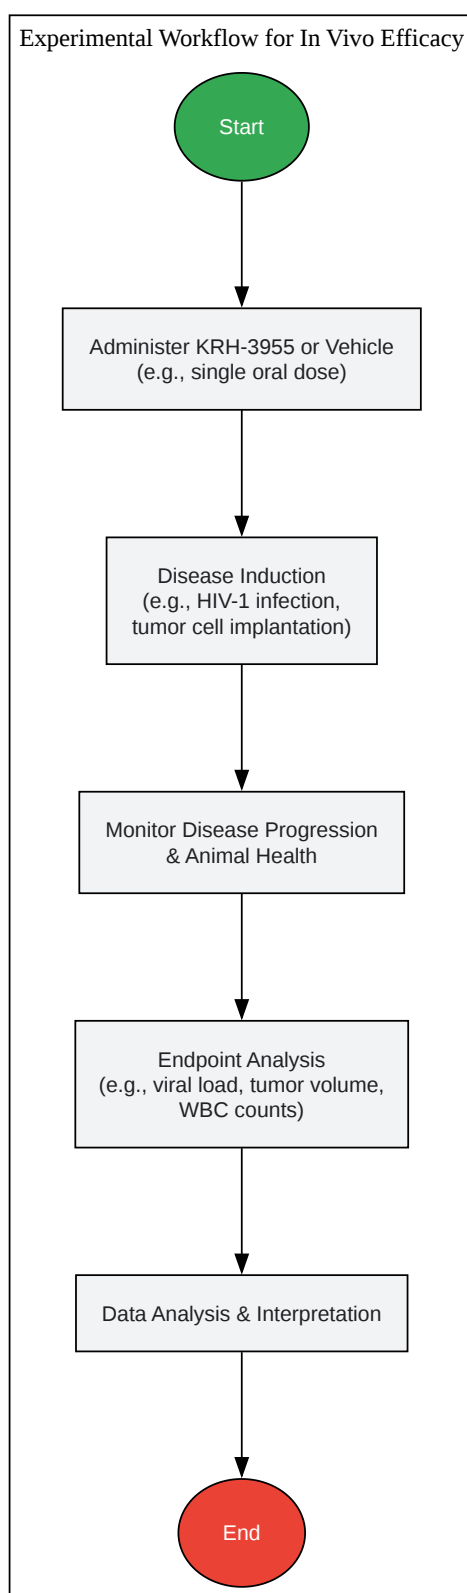 Experimental Workflow for In Vivo Efficacy
Start
Administer KRH-3955 or Vehicle
(e.g., single oral dose)
Disease Induction
(e.g., HIV-1 infection,
tumor cell implantation)
Monitor Disease Progression
& Animal Health
Endpoint Analysis
(e.g., viral load, tumor volume,
WBC counts)
Data Analysis & Interpretation
End